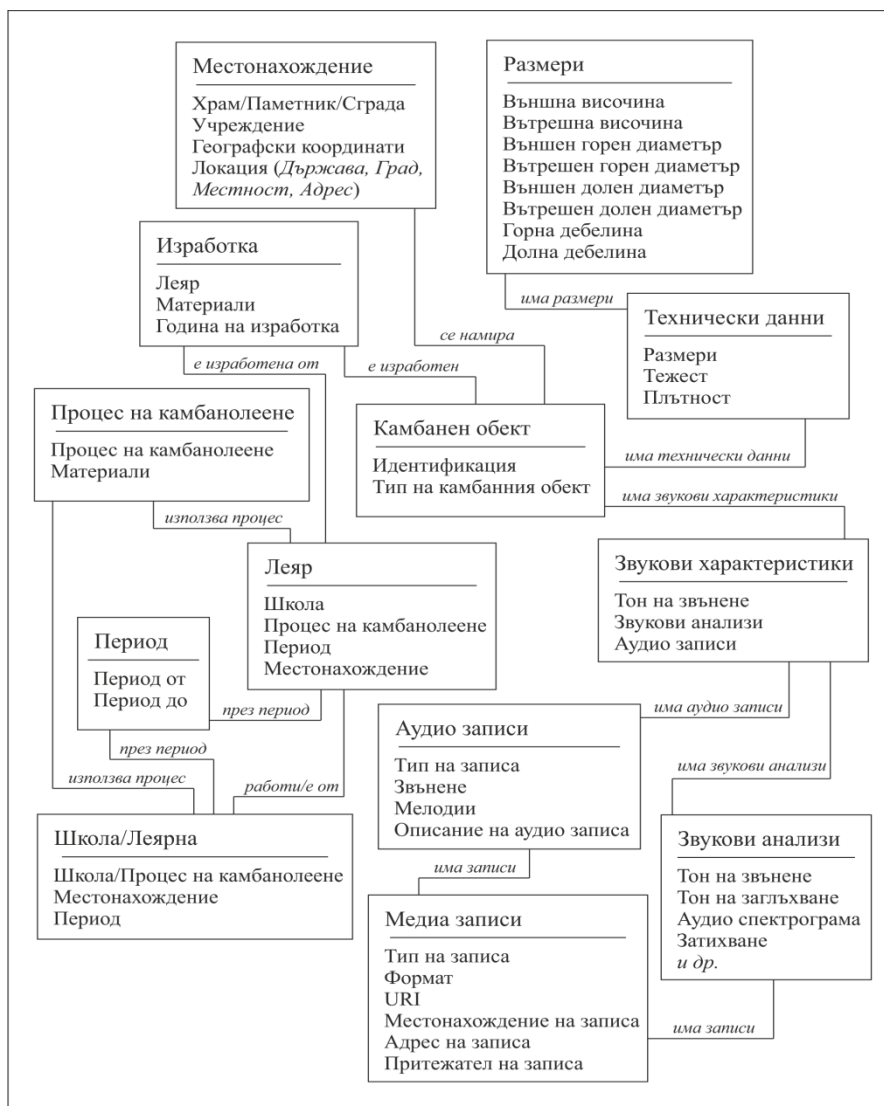 Местонахождение
Храм/Паметник/Сграда
Учреждение
Географски координати
Локация (Държава, Град,
Местност, Адрес)
Размери
Външна височина
Вътрешна височина
Външен горен диаметър
Вътрешен горен диаметър
Външен долен диаметър
Вътрешен долен диаметър
Горна дебелина
Долна дебелина
Изработка
Леяр
Материали
Година на изработка
има размери
Технически данни
Размери
Тежест
Плътност
се намира
е изработена от
е изработен
Процес на камбанолеене
Процес на камбанолеене
Материали
Камбанен обект
Идентификация
Тип на камбанния обект
има технически данни
има звукови характеристики
използва процес
Леяр
Школа
Процес на камбанолеене
Период
Местонахождение
Звукови характеристики
Тон на звънене
Звукови анализи
Аудио записи
Период
Период от
Период до
през период
през период
използва процес
работи/е от
има аудио записи
Аудио записи
Тип на записа
Звънене
Мелодии
Описание на аудио записа
има звукови анализи
Школа/Леярна
Школа/Процес на камбанолеене
Местонахождение
Период
има записи
Звукови анализи
Тон на звънене
Тон на заглъхване
Аудио спектрограма
Затихване
и др.
Медиа записи
Тип на записа
Формат
URI
Местонахождение на записа
Адрес на записа
Притежател на записа
има записи